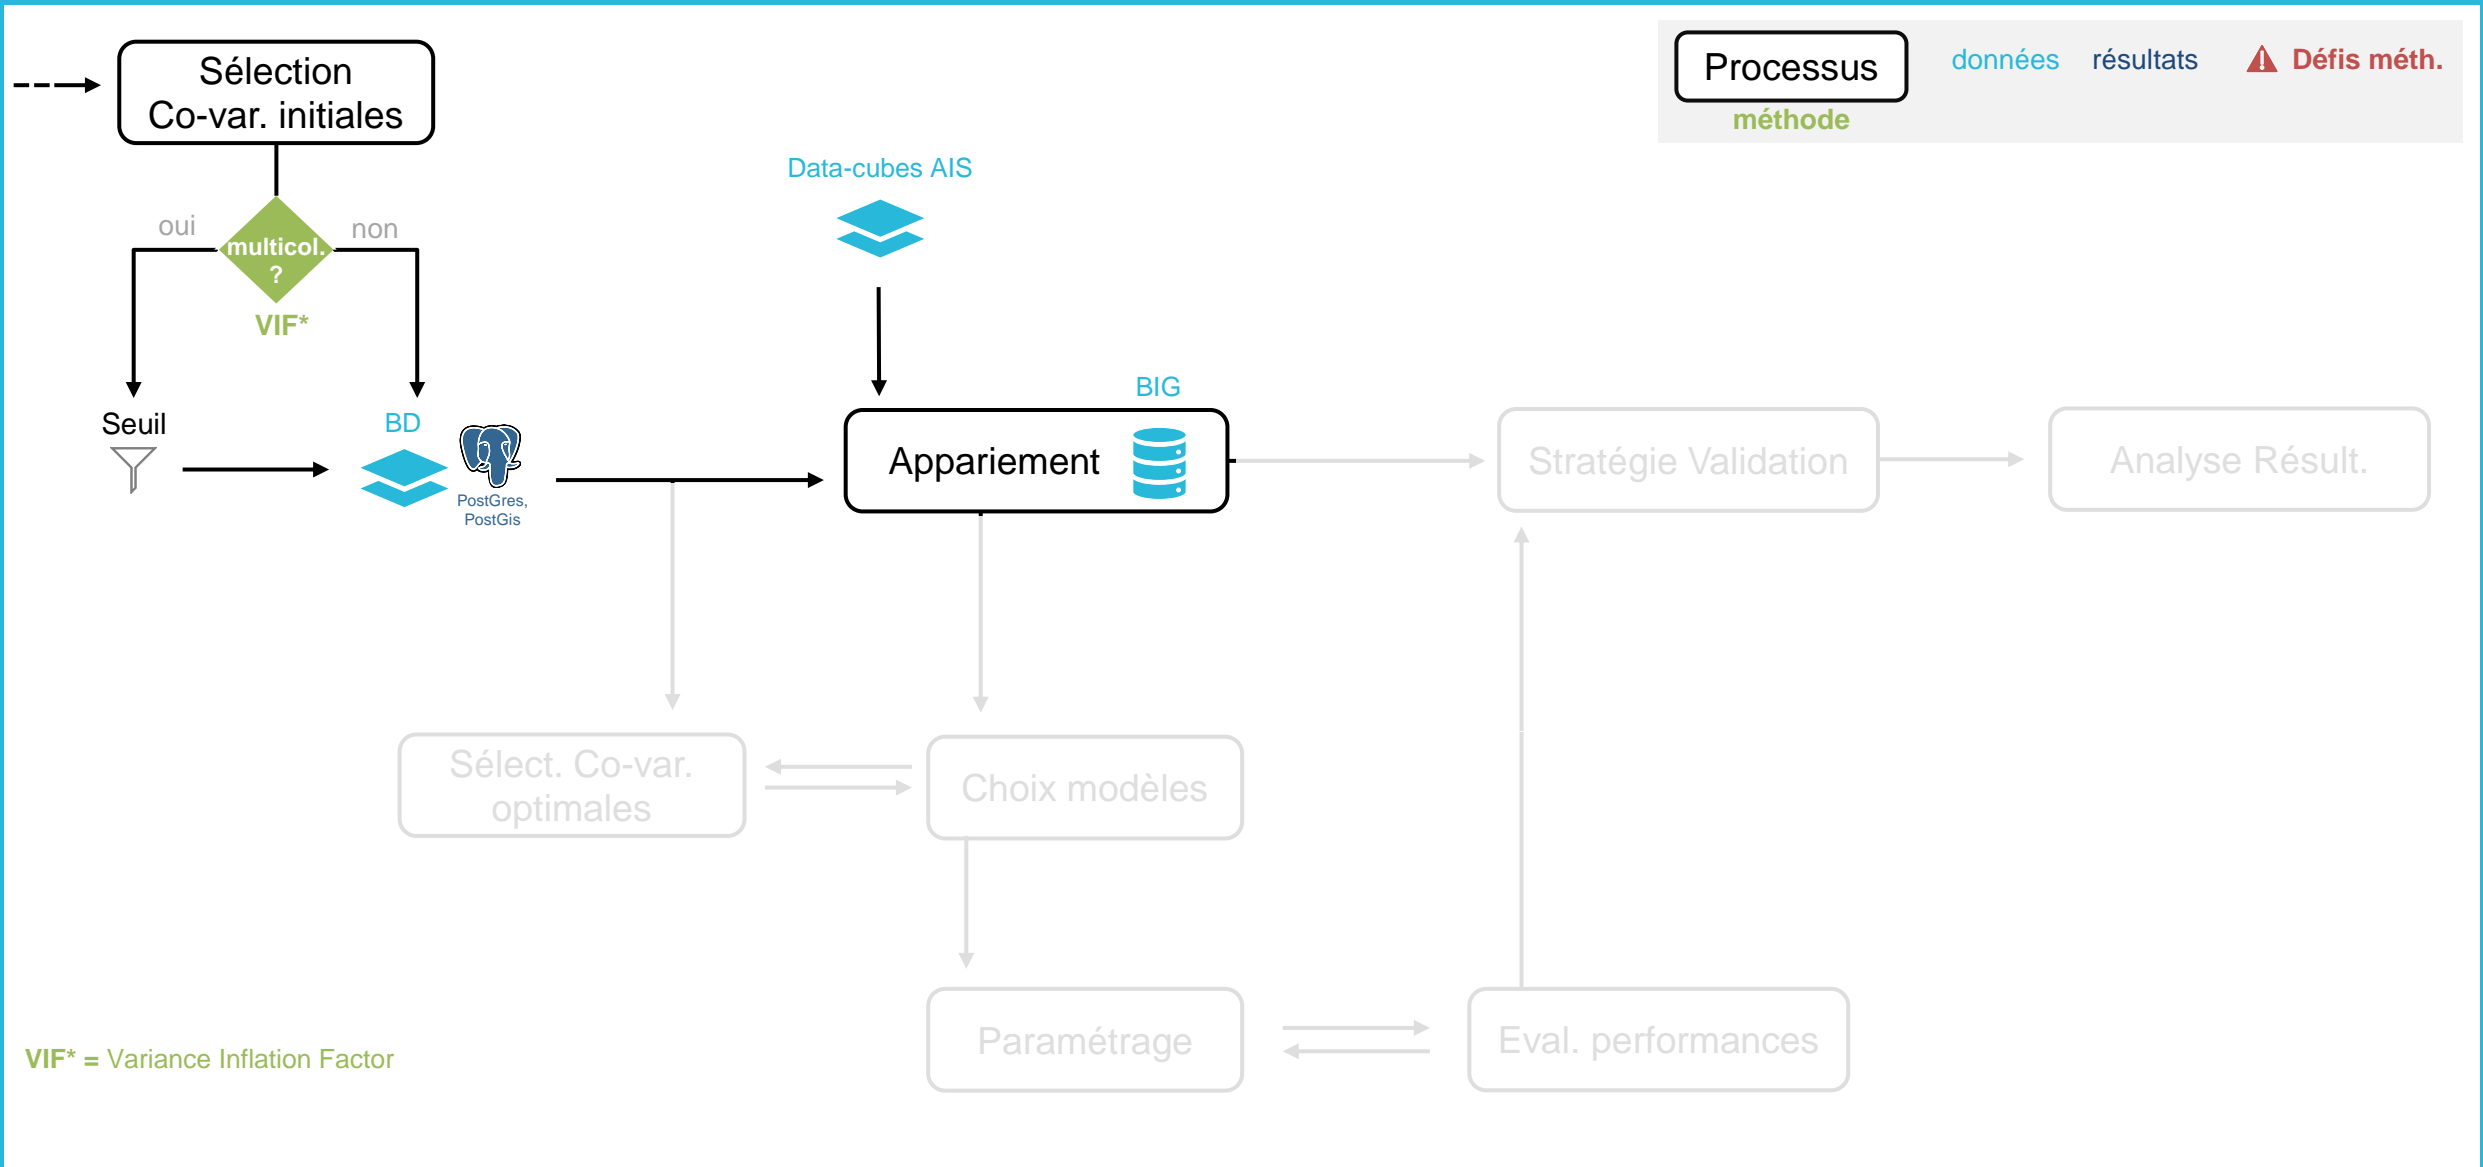 Sélection
Co-var. initiales
Processus
données
résultats
Défis méth.
méthode
Data-cubes AIS
oui
non
multicol.
?
VIF*
BIG
Seuil
BD
PostGres,
PostGis
Appariement
Stratégie Validation
Analyse Résult.
Sélect. Co-var.
optimales
Choix modèles
Paramétrage
Eval. performances
VIF* = Variance Inflation Factor